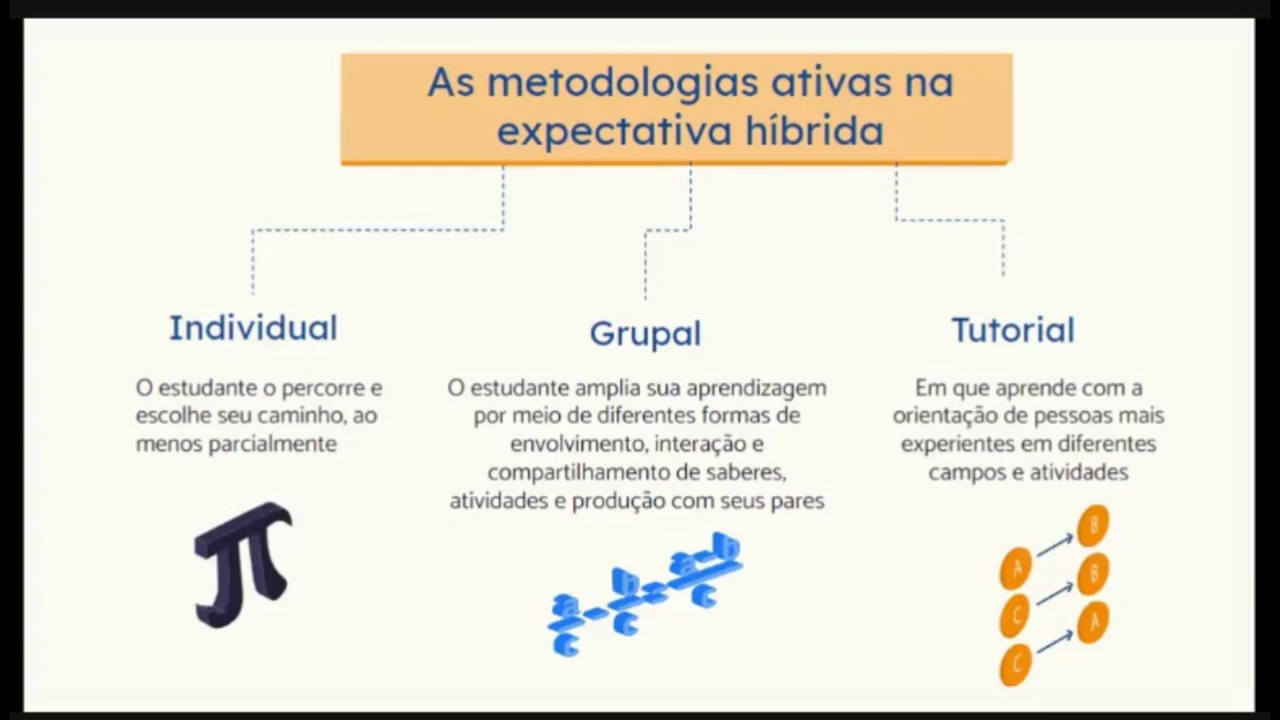 As metodologias ativas na
expectativa híbrida
Individual
O estudante o percorre e
escolhe seu caminho, ao
menos parcialmente
Grupal
O estudante amplia sua aprendizagem
por meio de diferentes formas de
envolvimento, interação e
compartilhamento de saberes,
atividades e produção com seus pares
Tutorial
Em que aprende com a
orientação de pessoas mais
experientes em diferentes
campos e atividades
π
a/c - b/c = a-b/c
A → B
C → B
C → A